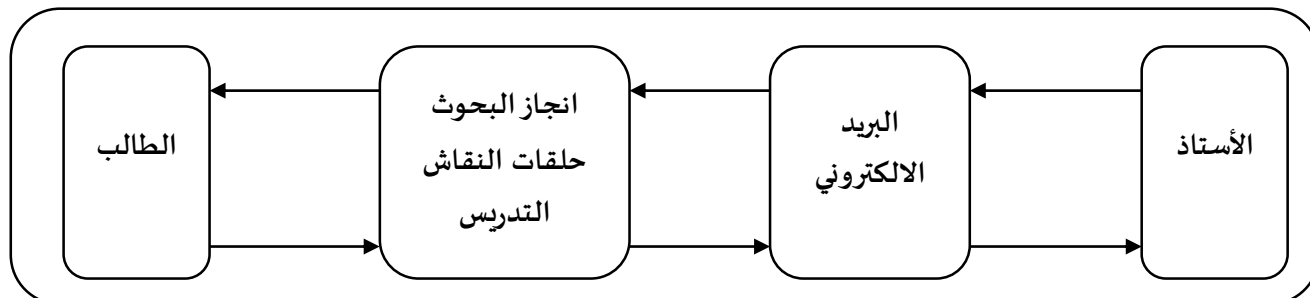 الأستاذ
البريد
الالكتروني
انجاز البحوث
حلقات النقاش
التدريس
الطالب